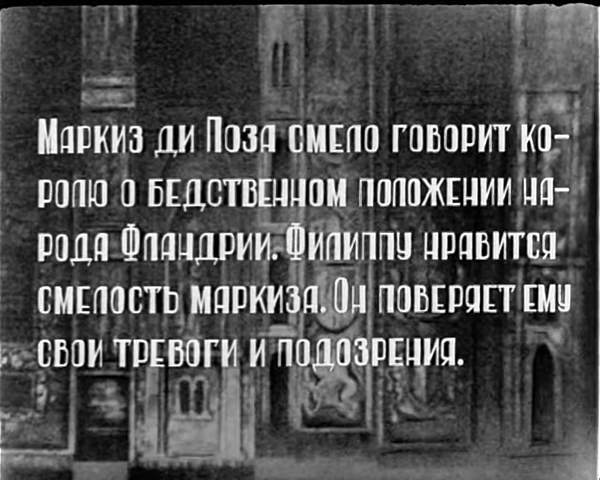 Маркиз ди Поза смело говорит ко-
ролю о бедственном положении на-
рода Фландрии. Филиппу нравится
смелость маркиза. Он поверяет ему
свои тревоги и подозрения.